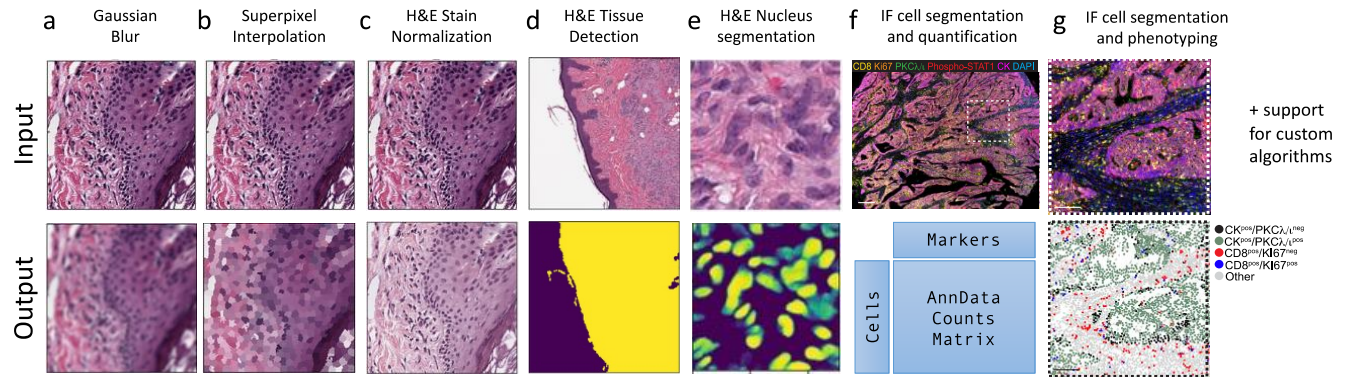 a Gaussian
Blur
b Superpixel
Interpolation
c H&E Stain
Normalization
d H&E Tissue
Detection
e H&E Nucleus
segmentation
f IF cell segmentation
and quantification
g IF cell segmentation
and phenotyping
Input
CD8 Ki67 PKCλ/ι Phospho-STAT1 CK DAPI
+ support
for custom
algorithms
Output
Markers
Cells
AnnData
Counts
Matrix
CKᵖᵒˢ/PKCλ/ιⁿᵉᵍ
CKᵖᵒˢ/PKCλ/ιᵖᵒˢ
CD8ᵖᵒˢ/KI67ⁿᵉᵍ
CD8ᵖᵒˢ/KI67ᵖᵒˢ
Other